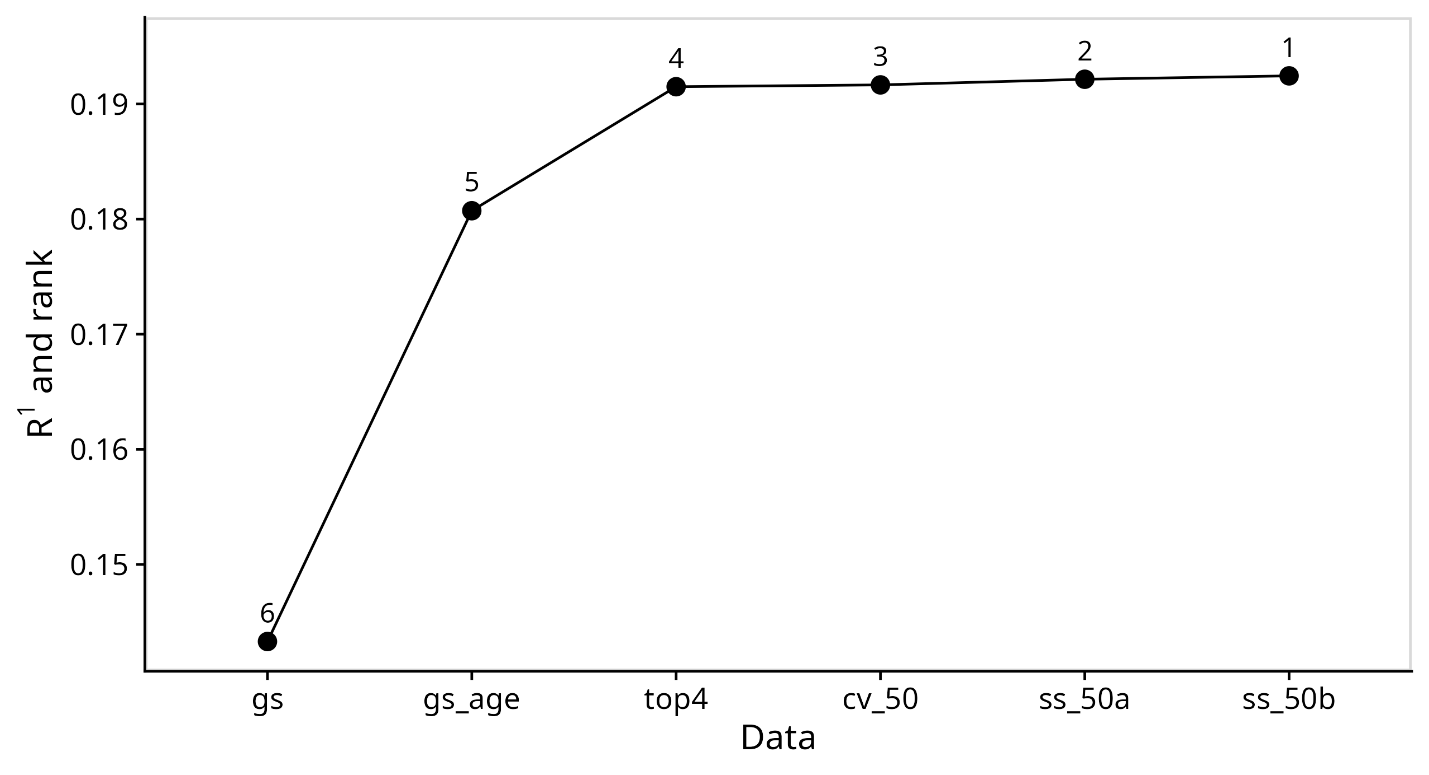 R¹ and rank
0.19
0.18
0.17
0.16
0.15
6
5
4
3
2
1
gs
gs_age
top4
cv_50
ss_50a
ss_50b
Data